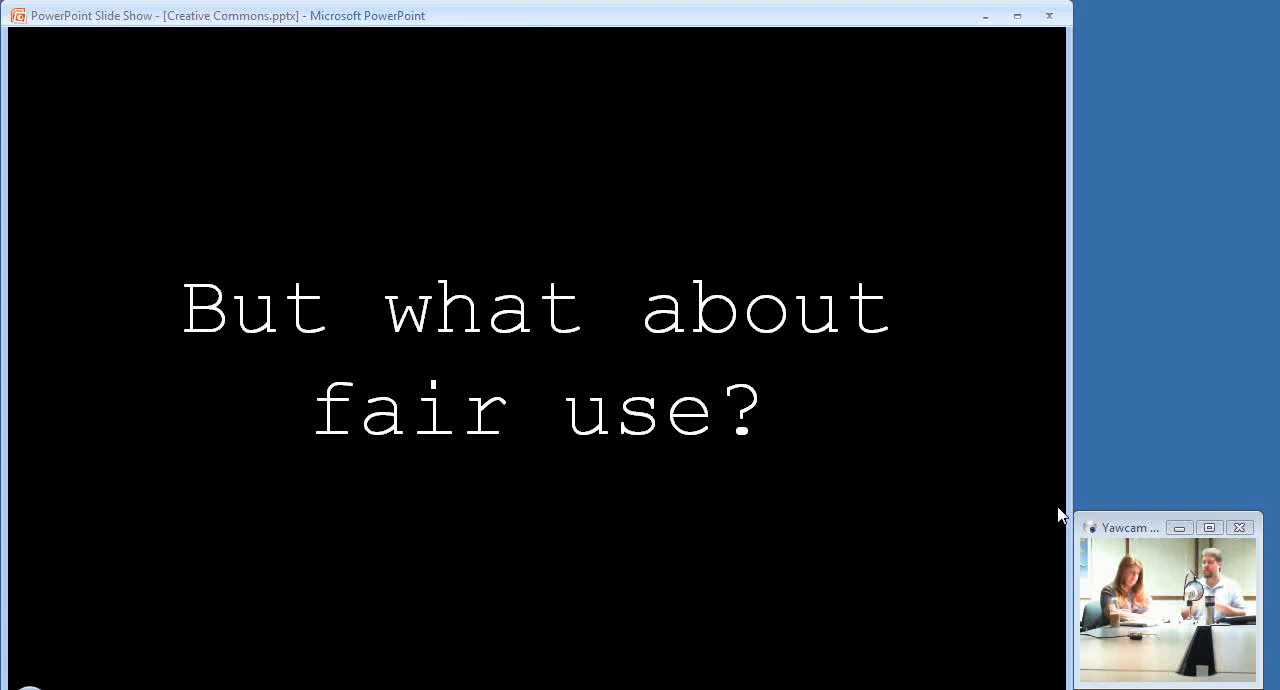 PowerPoint Slide Show - [Creative Commons.pptx] - Microsoft PowerPoint
But what about
fair use?
Yawcam ...